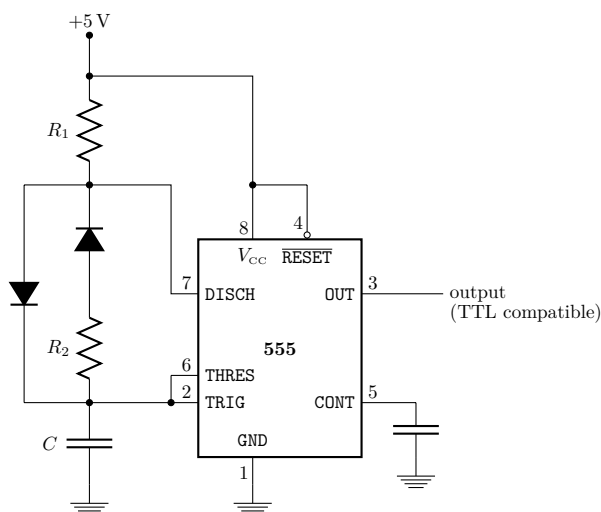 +5 V
R1
8
4
VCC
RESET
7
DISCH
OUT
3
output
(TTL compatible)
R2
555
6
THRES
2
TRIG
CONT
5
C
GND
1